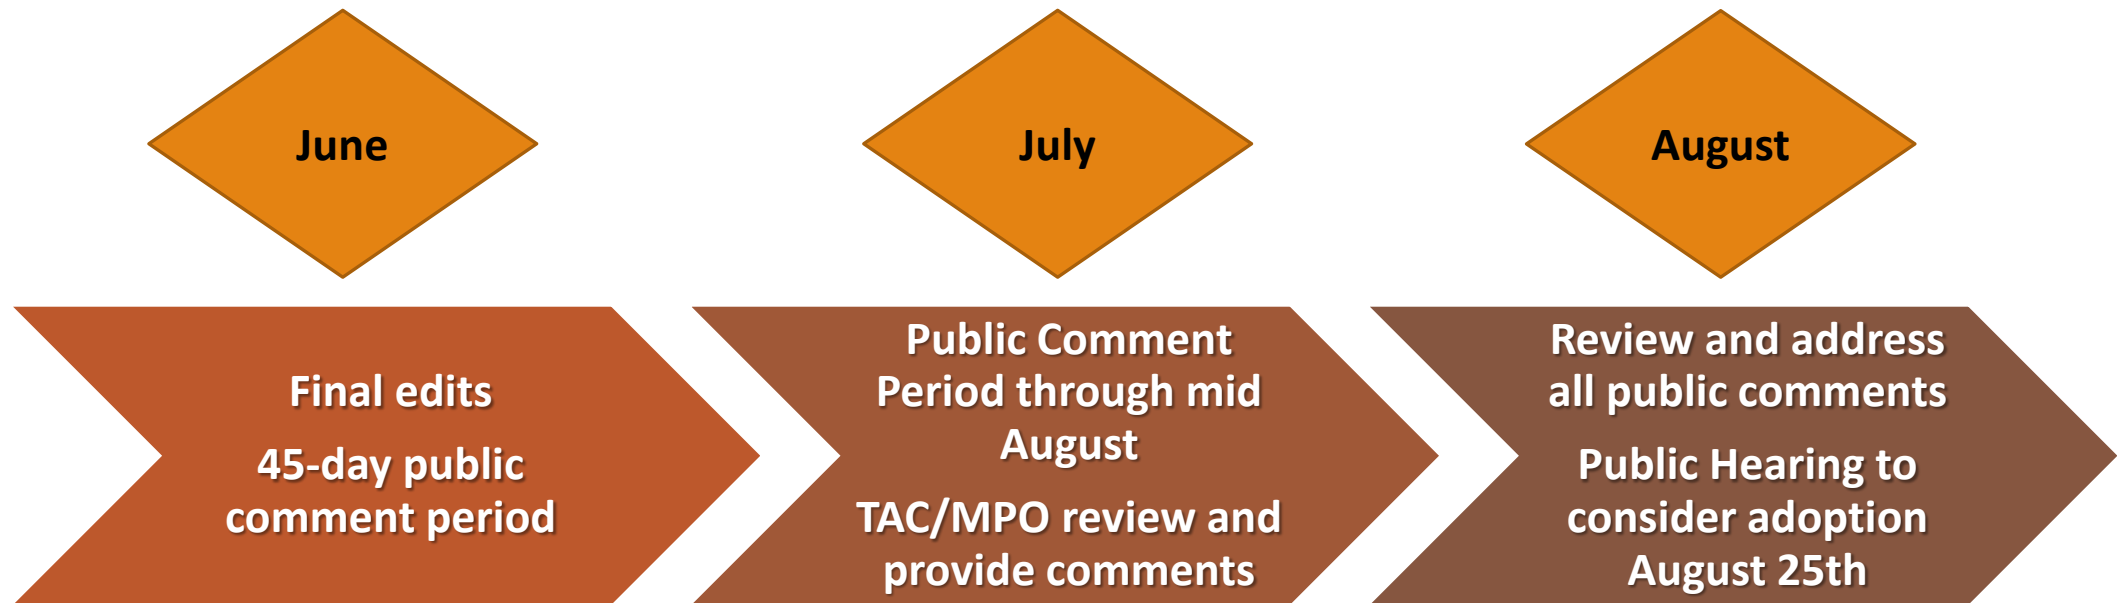 June
July
August
Final edits
45-day public
comment period
Public Comment
Period through mid
August
TAC/MPO review and
provide comments
Review and address
all public comments
Public Hearing to
consider adoption
August 25th